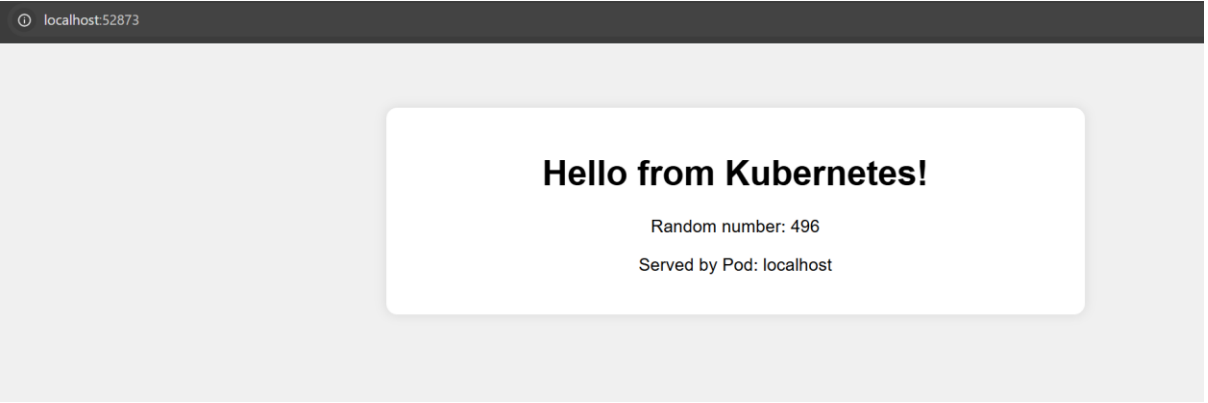 localhost:52873
Hello from Kubernetes!
Random number: 496
Served by Pod: localhost